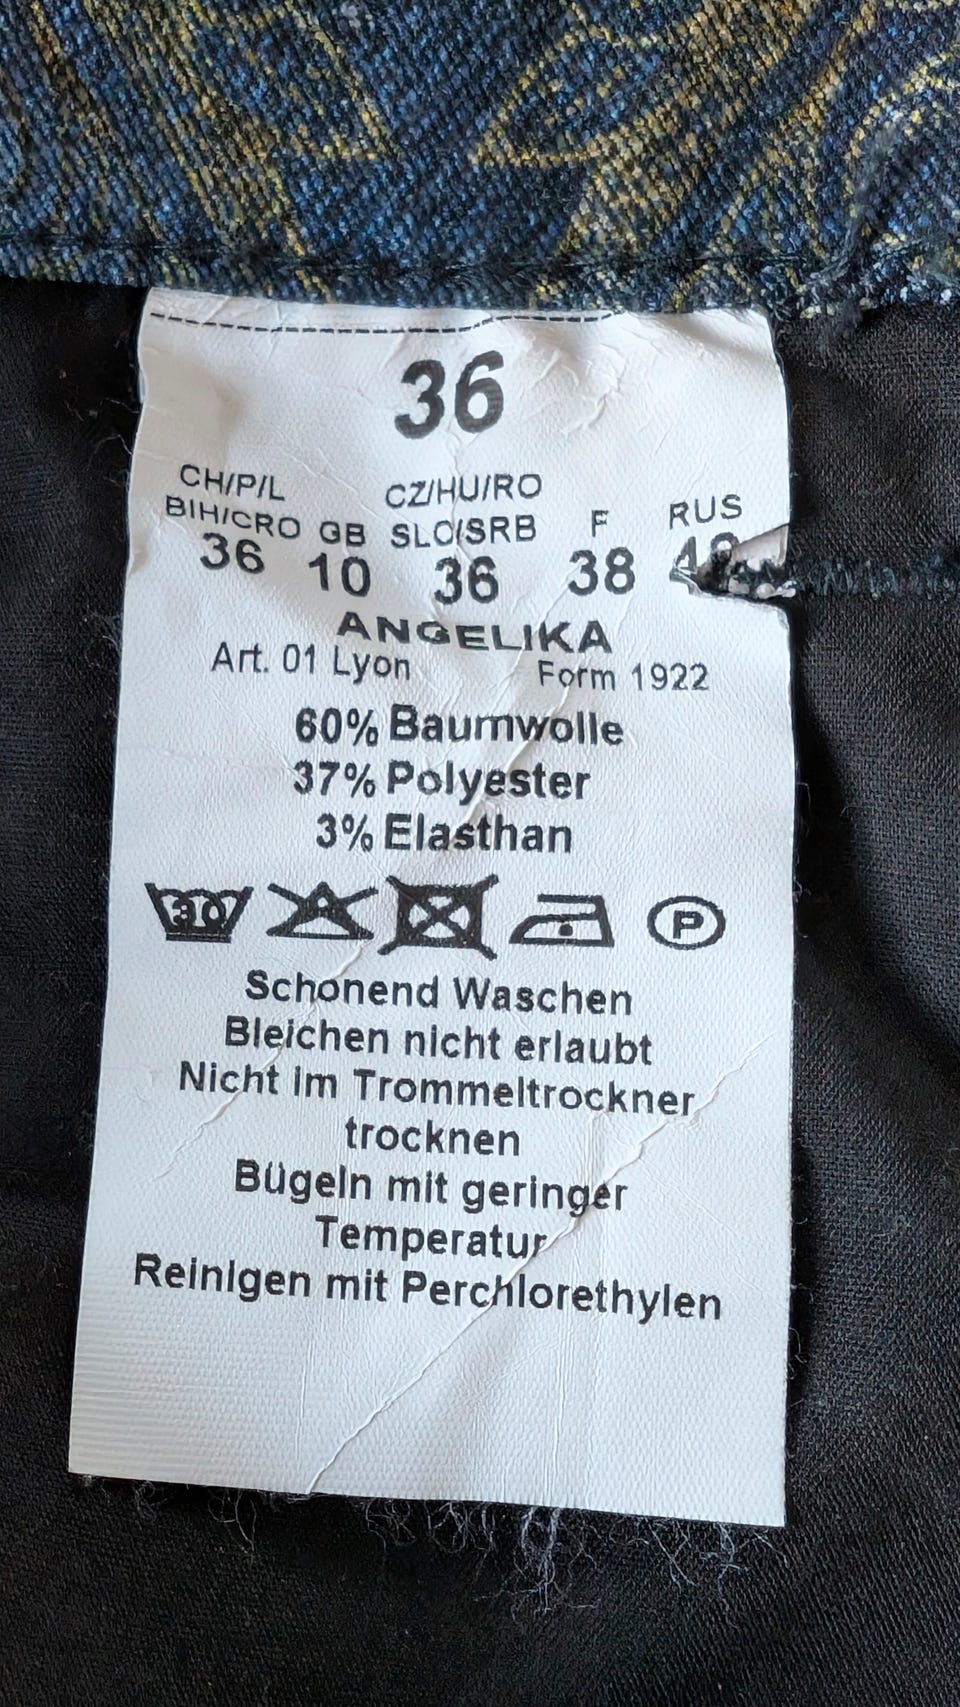 36
CH/P/L CZ/HU/RO
BIH/CRO GB SLO/SRB F RUS
36 10 36 38
ANGELIKA
Art. 01 Lyon Form 1922
60% Baumwolle
37% Polyester
3% Elasthan
30 P
Schonend Waschen
Bleichen nicht erlaubt
Nicht im Trommeltrockner
trocknen
Bügeln mit geringer
Temperatur
Reinigen mit Perchlorethylen